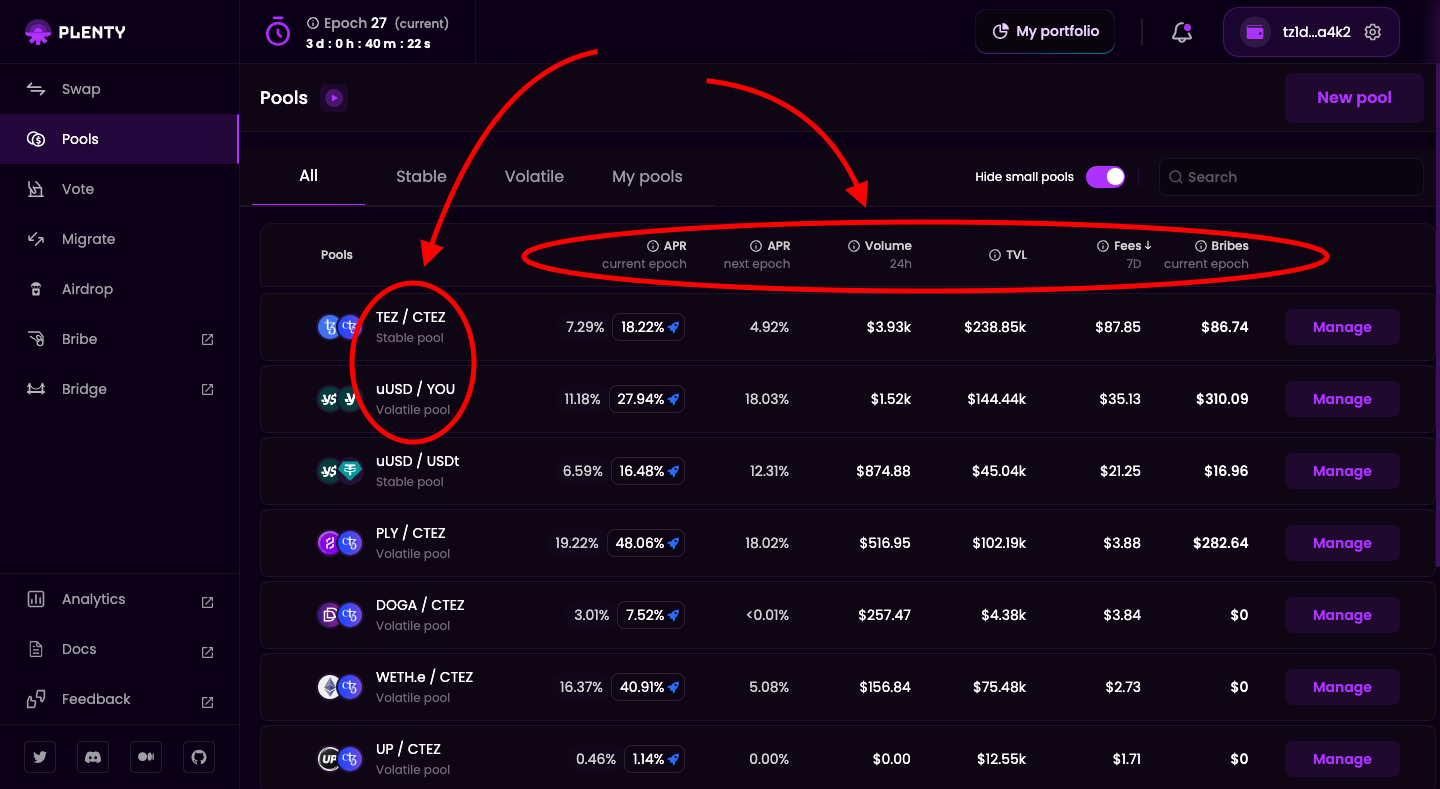 PLENTY
Epoch 27 (current)
3 d : 0 h : 40 m : 22 s
My portfolio
tz1d...a4k2
Swap
Pools
Vote
Migrate
Airdrop
Bribe
Bridge
Analytics
Docs
Feedback
Pools
New pool
All Stable Volatile My pools
Hide small pools
Search
Pools APR APR Volume TVL Fees↓ Bribes
current epoch next epoch 24h 7D current epoch
TEZ / CTEZ
Stable pool
7.29% 18.22% 4.92% $3.93k $238.85k $87.85 $86.74 Manage
uUSD / YOU
Volatile pool
11.18% 27.94% 18.03% $1.52k $144.44k $35.13 $310.09 Manage
uUSD / USDt
Stable pool
6.59% 16.48% 12.31% $874.88 $45.04k $21.25 $16.96 Manage
PLY / CTEZ
Volatile pool
19.22% 48.06% 18.02% $516.95 $102.19k $3.88 $282.64 Manage
DOGA / CTEZ
Volatile pool
3.01% 7.52% <0.01% $257.47 $4.38k $3.84 $0 Manage
WETH.e / CTEZ
Volatile pool
16.37% 40.91% 5.08% $156.84 $75.48k $2.73 $0 Manage
UP
UP / CTEZ
Volatile pool
0.46% 1.14% 0.00% $0.00 $12.55k $1.71 $0 Manage